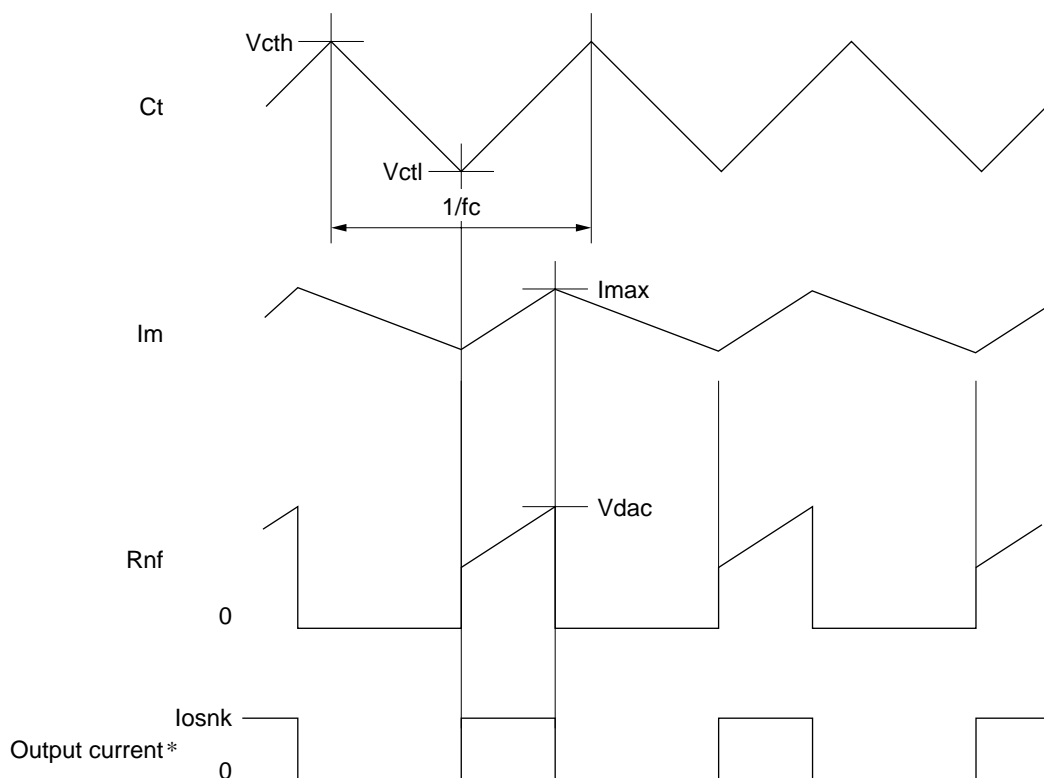 Vcth
Ct
Vctl
1/fc
Imax
Im
Vdac
Rnf
0
Iosnk
Output current*
0